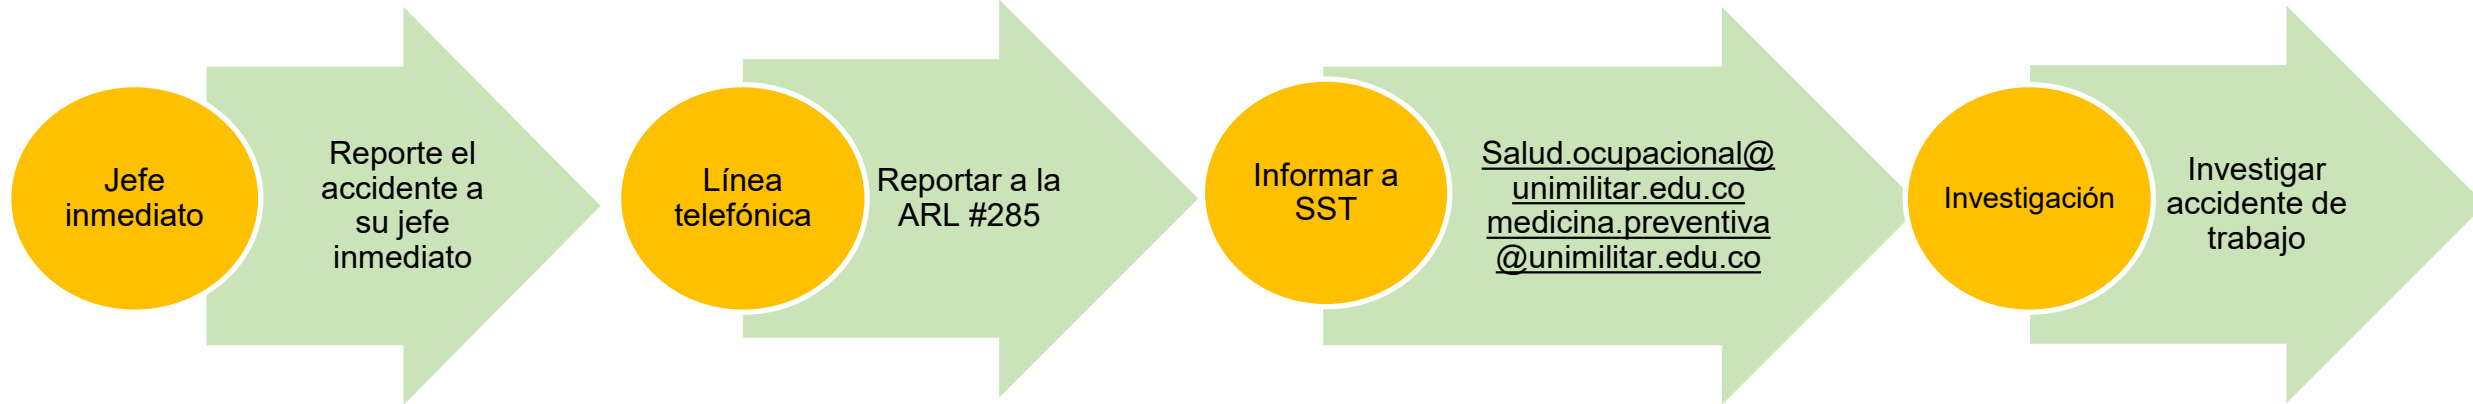 Jefe
inmediato
Reporte el
accidente a
su jefe
inmediato
Línea
telefónica
Reportar a la
ARL #285
Informar a
SST
Salud.ocupacional@
unimilitar.edu.co
medicina.preventiva
@unimilitar.edu.co
Investigación
Investigar
accidente de
trabajo